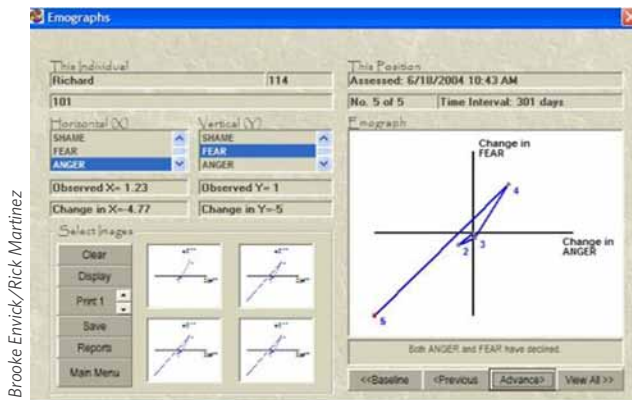 Emographs
This Individual
Richard 114
101
Horizontal (X)
SHAME
FEAR
ANGER
Vertical (Y)
SHAME
FEAR
ANGER
Observed X= 1.23
Observed Y= 1
Change in X=-4.77
Change in Y=-5
Select Images
Clear
Display
Print 1
Save
Reports
Main Menu
This Position
Assessed: 6/18/2004 10:43 AM
No. 5 of 5 Time Interval: 301 days
Emograph
Change in
FEAR
4
Change in
ANGER
2 3
5
Both ANGER and FEAR have declined.
<<Baseline <Previous Advance> View All >>
Brooke Envick/Rick Martinez